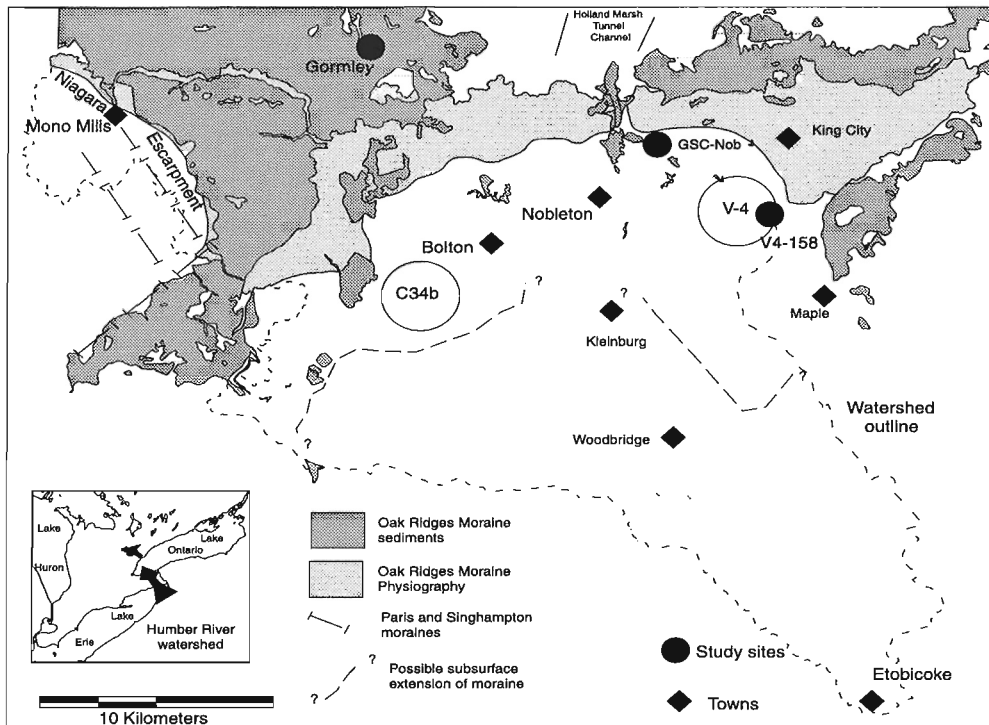 Holland Marsh
Tunnel
Channel
Gormley
Niagara
Escarpment
Mono Mills
King City
GSC-Nob
Nobleton
V-4
V4-158
Bolton
C34b
?
?
Kleinburg
Maple
?
Watershed
outline
Woodbridge
?
Lake
Huron
Lake
Ontario
Lake
Erie
Humber River
watershed
Oak Ridges Moraine
sediments
Oak Ridges Moraine
Physiography
Paris and Singhampton
moraines
?
?
Possible subsurface
extension of moraine
Study sites
Towns
Etobicoke
10 Kilometers